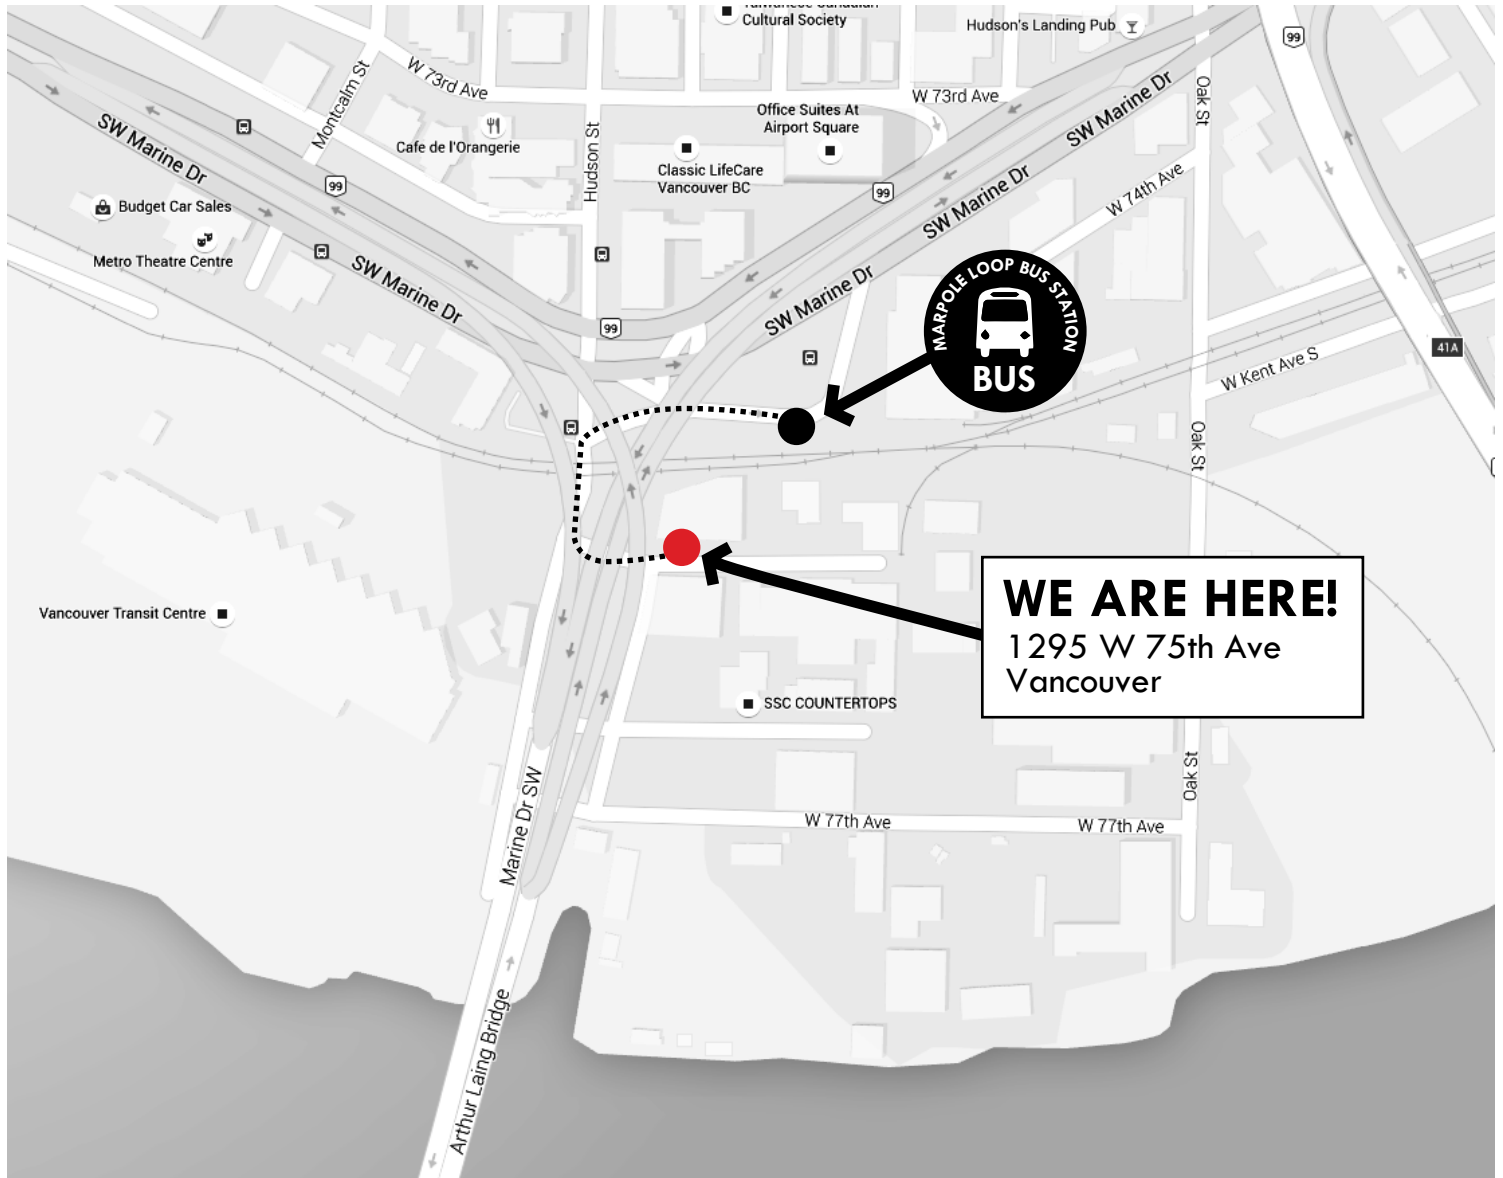 Taiwanese Canadian
Cultural Society
Hudson's Landing Pub
99
W 73rd Ave
Montcalm St
SW Marine Dr
Cafe de l'Orangerie
Hudson St
Office Suites At
Airport Square
Classic LifeCare
Vancouver BC
W 73rd Ave
SW Marine Dr
Oak St
99
99
W 74th Ave
SW Marine Dr
Budget Car Sales
Metro Theatre Centre
SW Marine Dr
SW Marine Dr
99
MARPOLE LOOP BUS STATION
BUS
41A
W Kent Ave S
Oak St
WE ARE HERE!
1295 W 75th Ave
Vancouver
Vancouver Transit Centre
SSC COUNTERTOPS
Oak St
Marine Dr SW
W 77th Ave
W 77th Ave
Arthur Laing Bridge